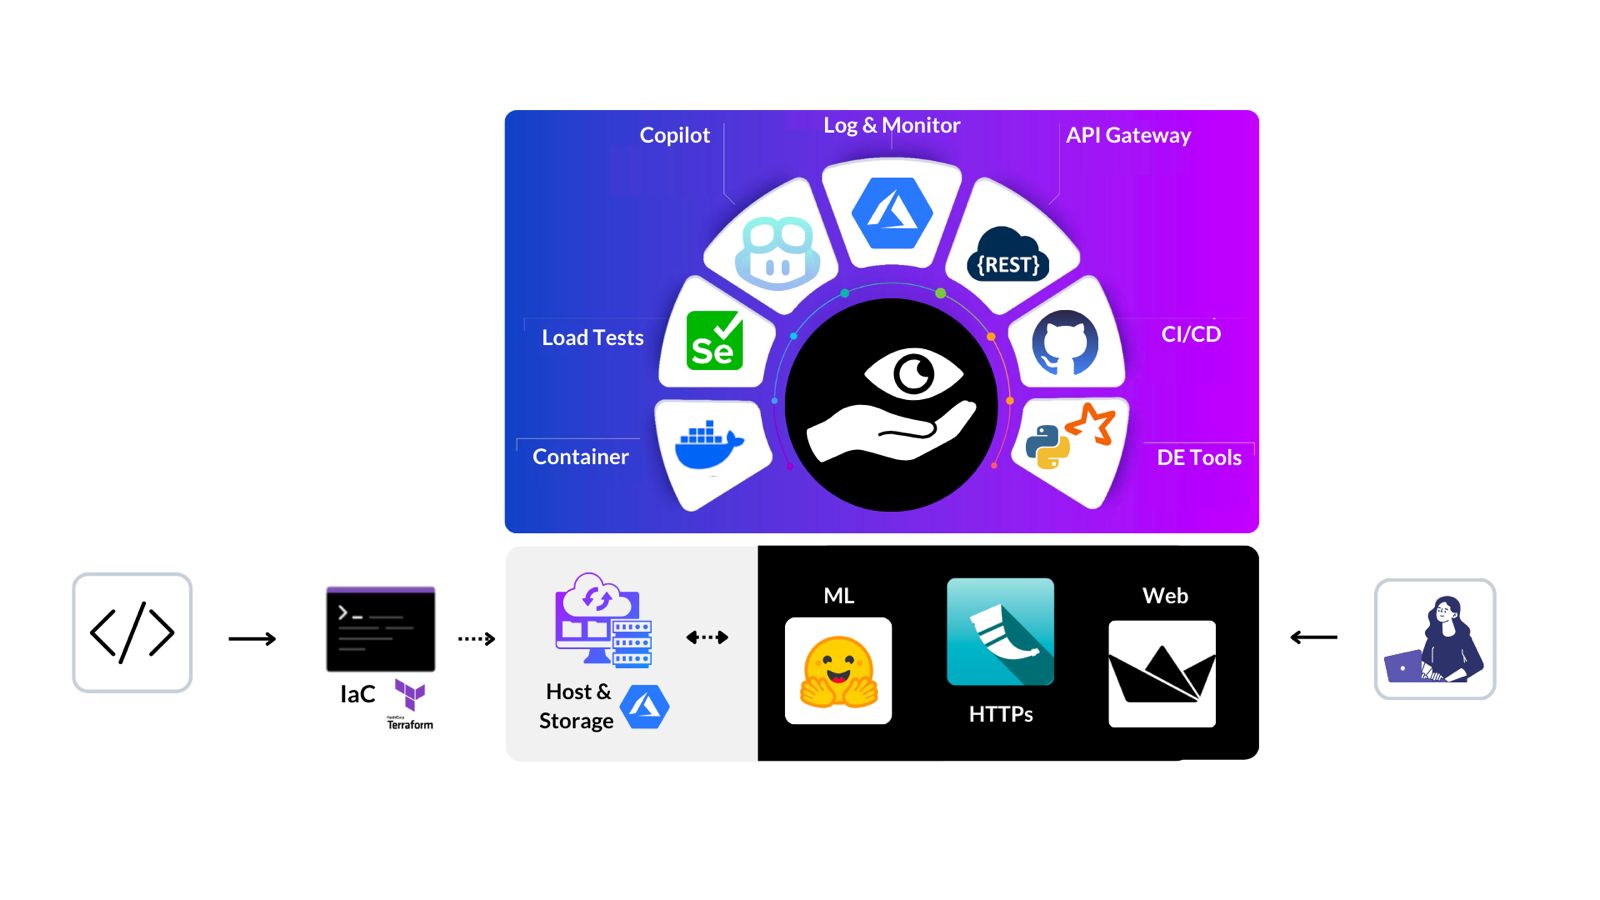 Copilot
Log & Monitor
API Gateway
{REST}
Load Tests
Se
CI/CD
Container
DE Tools
ML
Web
</>
IaC
HashiCorp
Terraform
Host &
Storage
HTTPs